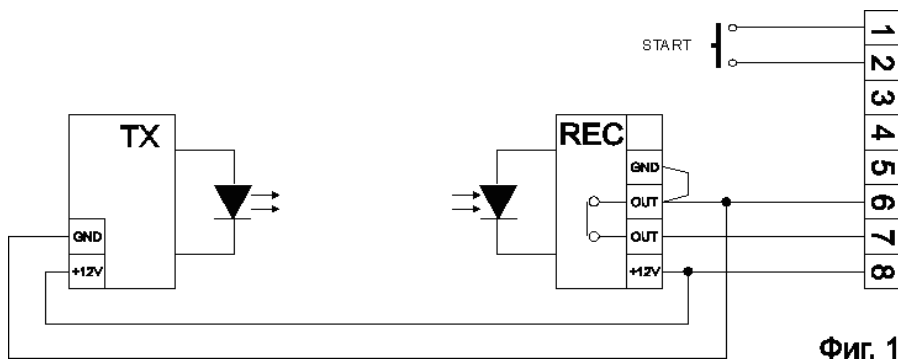 START
1
2
3
4
5
6
7
8
TX
GND
+12V
REC
GND
OUT
OUT
+12V
Фиг. 1